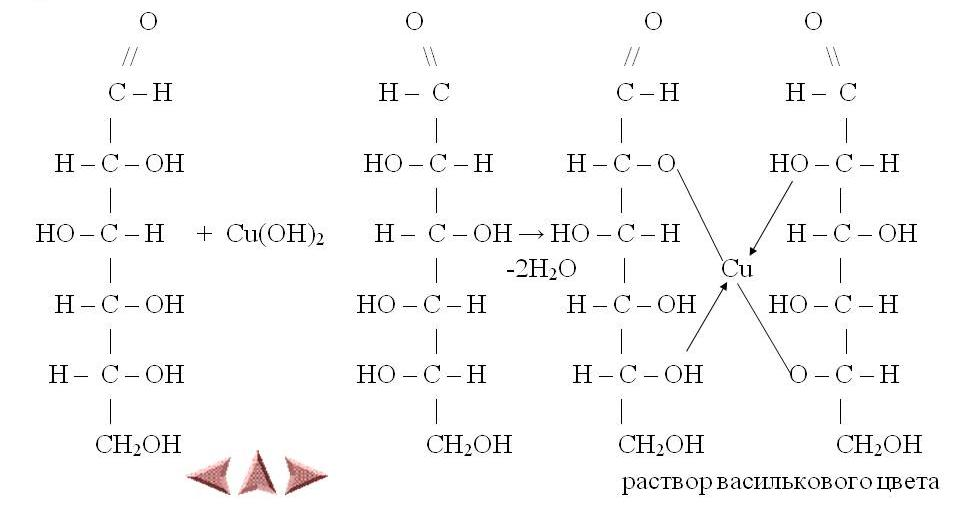 O O O O
// \\ // \\
C – H H – C C – H H – C
| | | |
H – C – OH HO – C – H H – C – O HO – C – H
| | | |
HO – C – H + Cu(OH)₂ H – C – OH → HO – C – H H – C – OH
| | -2H₂O | Cu |
H – C – OH HO – C – H H – C – OH HO – C – H
| | | |
H – C – OH HO – C – H H – C – OH O – C – H
| | | |
CH₂OH CH₂OH CH₂OH CH₂OH
раствор василькового цвета